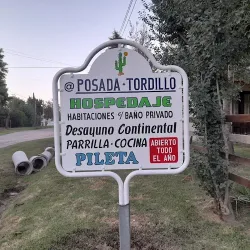 @ POSADA - TORDILLO
HOSPEDAJE
HABITACIONES c/ BAÑO PRIVADO
Desayuno Continental
PARRILLA - COCINA
PILETA
ABIERTO
TODO
EL AÑO